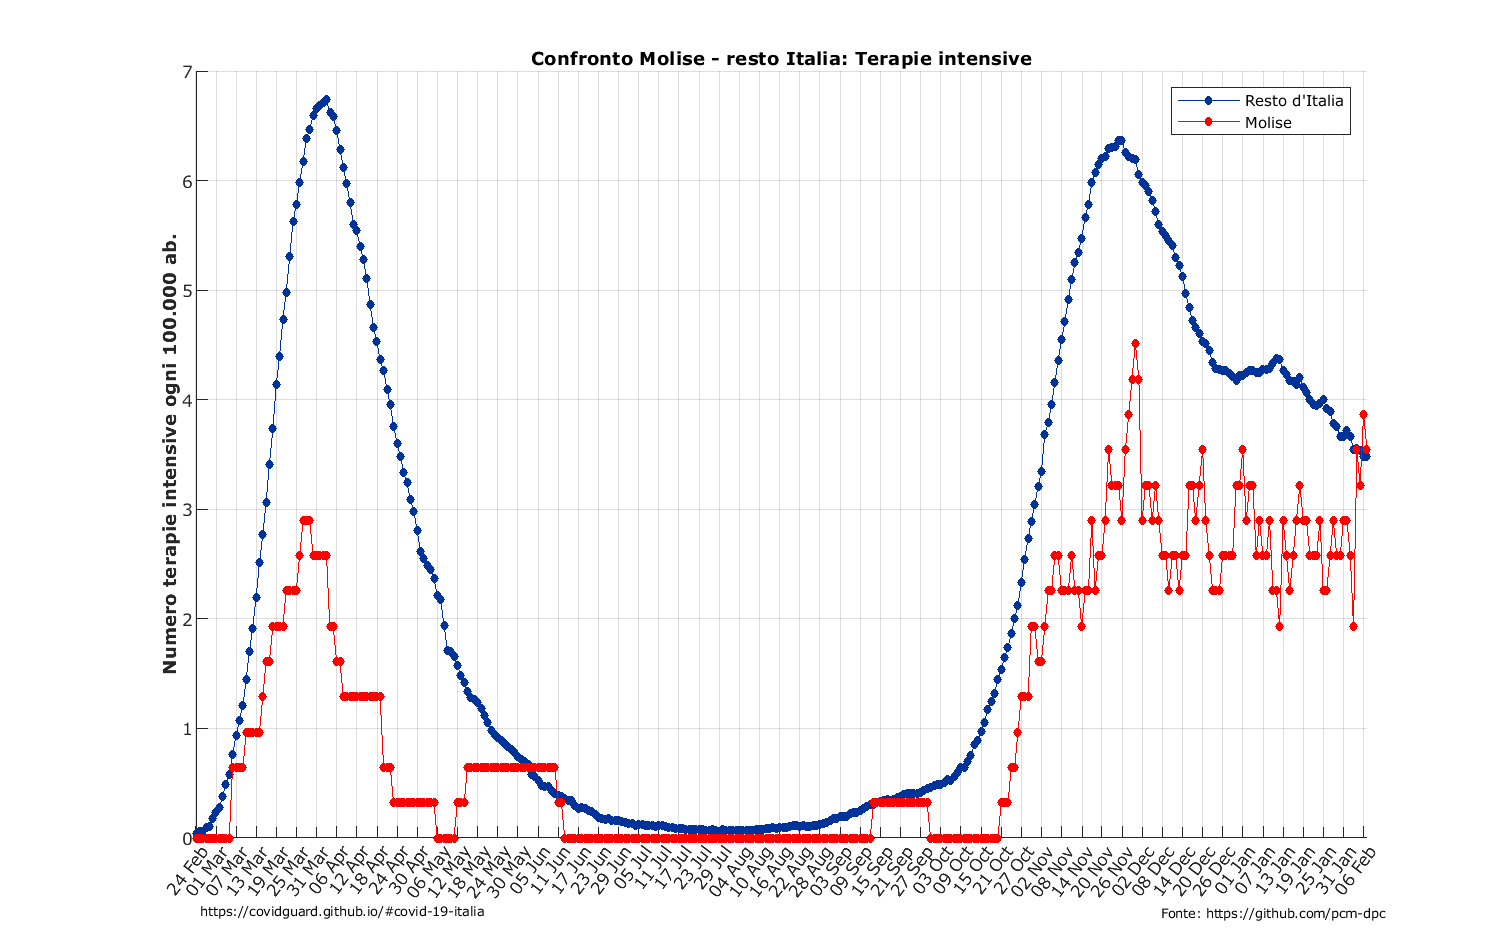 Confronto Molise - resto Italia: Terapie intensive
Resto d'Italia
Molise
Numero terapie intensive ogni 100.000 ab.
7
6
5
4
3
2
1
0
24 Feb
01 Mar
07 Mar
13 Mar
19 Mar
25 Mar
31 Mar
06 Apr
12 Apr
18 Apr
24 Apr
30 Apr
06 May
12 May
18 May
24 May
30 May
05 Jun
11 Jun
17 Jun
23 Jun
29 Jun
05 Jul
11 Jul
17 Jul
23 Jul
29 Jul
04 Aug
10 Aug
16 Aug
22 Aug
28 Aug
03 Sep
09 Sep
15 Sep
21 Sep
27 Sep
03 Oct
09 Oct
15 Oct
21 Oct
27 Oct
02 Nov
08 Nov
14 Nov
20 Nov
26 Nov
02 Dec
08 Dec
14 Dec
20 Dec
26 Dec
01 Jan
07 Jan
13 Jan
19 Jan
25 Jan
31 Jan
06 Feb
https://covidguard.github.io/#covid-19-italia
Fonte: https://github.com/pcm-dpc